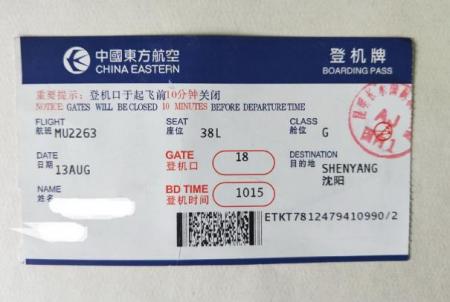 中國東方航空
CHINA EASTERN
登机牌
BOARDING PASS
重要提示：登机口于起飞前10分钟关闭
NOTICE GATES WILL BE CLOSED 10 MINUTES BEFORE DEPARTURE TIME
FLIGHT
航班 MU2263
SEAT
座位 38L
CLASS
舱位 G
DATE
日期 13AUG
GATE
登机口 18
DESTINATION
目的地 SHENYANG
沈阳
NAME
姓名
BD TIME
登机时间 1015
ETKT7812479410990/2